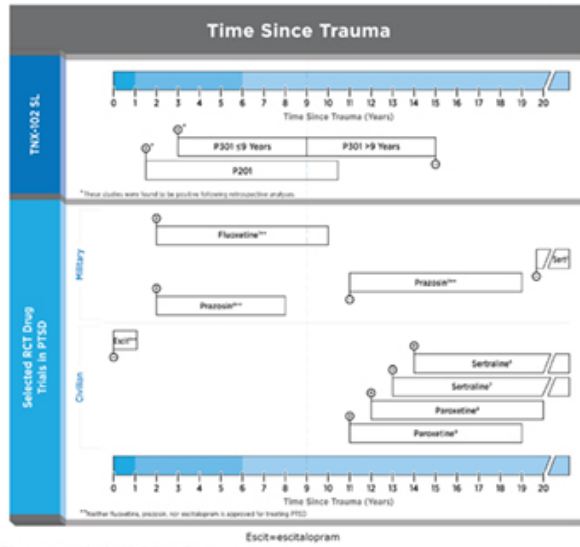 Time Since Trauma
TNX-102 SL
0 1 2 3 4 5 6 7 8 9 10 11 12 13 14 15 16 17 18 19 20
Time Since Trauma (Years)
P301 ≤9 Years
P301 >9 Years
P201
*These studies were found to be positive following retrospective analyses.
Selected RCT Drug
Trials in PTSD
Military
Fluoxetine
Sert
Prazosin
Prazosin
Civilian
Escit
Sertraline
Sertraline
Paroxetine
Paroxetine
0 1 2 3 4 5 6 7 8 9 10 11 12 13 14 15 16 17 18 19 20
Time Since Trauma (Years)
**Neither fluoxetine, prazosin, nor escitalopram is approved for treating PTSD
Escit=escitalopram